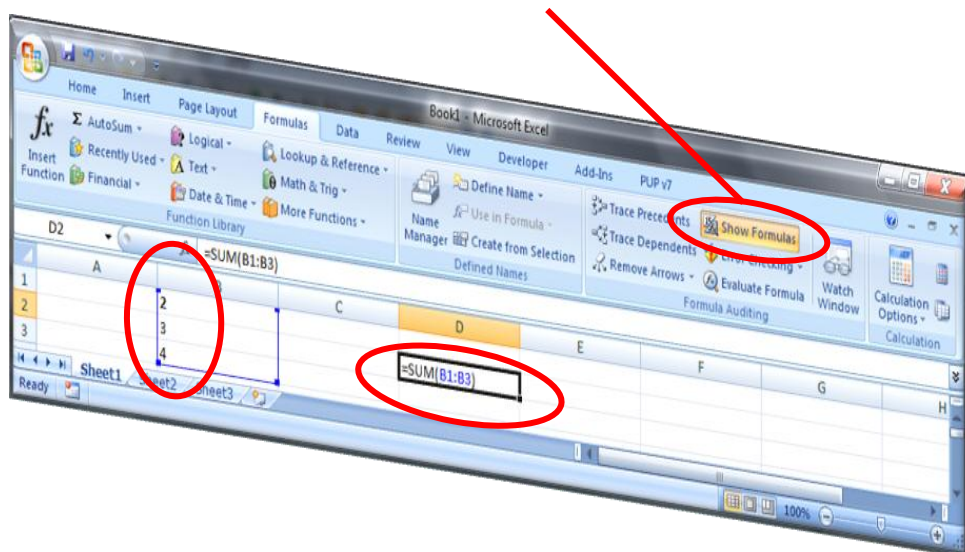 Book1 - Microsoft Excel
Home Insert Page Layout Formulas Data Review View Developer Add-Ins PUP v7
fx
Insert Function
Σ AutoSum
Recently Used
Financial
Logical
Text
Date & Time
Lookup & Reference
Math & Trig
More Functions
Function Library
Name Manager
Define Name
Use in Formula
Create from Selection
Defined Names
Trace Precedents
Trace Dependents
Remove Arrows
Show Formulas
Error Checking
Evaluate Formula
Formula Auditing
Watch Window
Calculation Options
Calculation
D2
fx
=SUM(B1:B3)
A B C D E F G H
1 2
2 3 =SUM(B1:B3)
3 4
Sheet1 Sheet2 Sheet3
Ready
100%